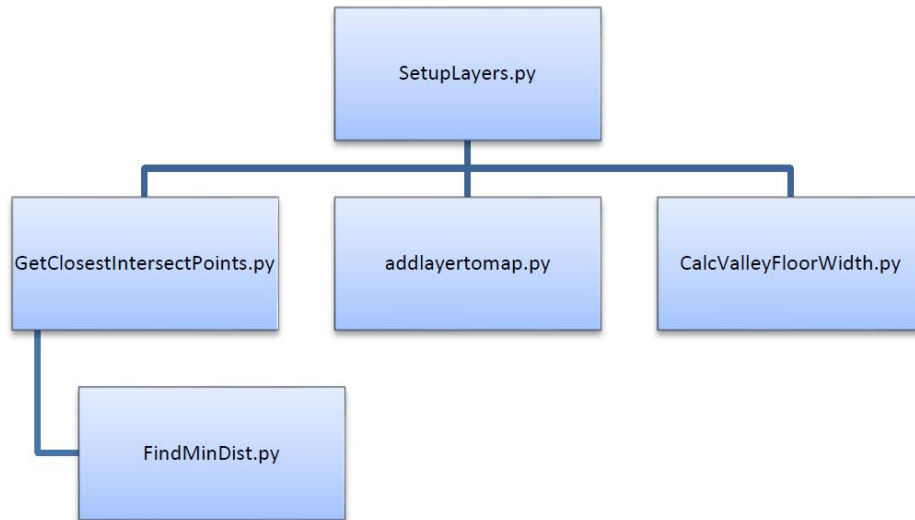 SetupLayers.py
GetClosestIntersectPoints.py
addlayertomap.py
CalcValleyFloorWidth.py
FindMinDist.py